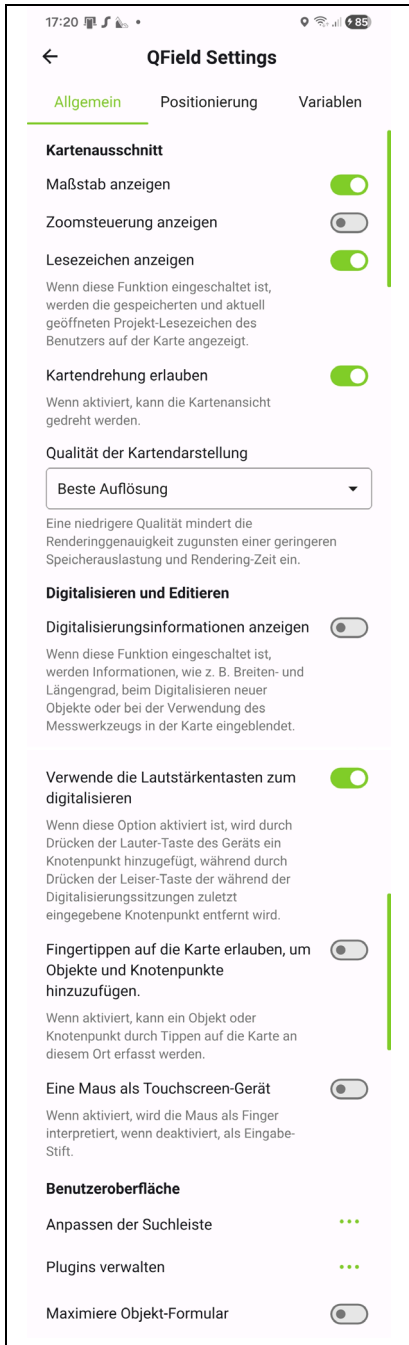 17:20
85
QField Settings
Allgemein Positionierung Variablen
Kartenausschnitt
Maßstab anzeigen
Zoomsteuerung anzeigen
Lesezeichen anzeigen
Wenn diese Funktion eingeschaltet ist,
werden die gespeicherten und aktuell
geöffneten Projekt-Lesezeichen des
Benutzers auf der Karte angezeigt.
Kartendrehung erlauben
Wenn aktiviert, kann die Kartenansicht
gedreht werden.
Qualität der Kartendarstellung
Beste Auflösung
Eine niedrigere Qualität mindert die
Renderinggenauigkeit zugunsten einer geringeren
Speicherauslastung und Rendering-Zeit ein.
Digitalisieren und Editieren
Digitalisierungsinformationen anzeigen
Wenn diese Funktion eingeschaltet ist,
werden Informationen, wie z. B. Breiten- und
Längengrad, beim Digitalisieren neuer
Objekte oder bei der Verwendung des
Messwerkzeugs in der Karte eingeblendet.
Verwende die Lautstärkentasten zum
digitalisieren
Wenn diese Option aktiviert ist, wird durch
Drücken der Lauter-Taste des Geräts ein
Knotenpunkt hinzugefügt, während durch
Drücken der Leiser-Taste der während der
Digitalisierungssitzungen zuletzt
eingegebene Knotenpunkt entfernt wird.
Fingertippen auf die Karte erlauben, um
Objekte und Knotenpunkte
hinzuzufügen.
Wenn aktiviert, kann ein Objekt oder
Knotenpunkt durch Tippen auf die Karte an
diesem Ort erfasst werden.
Eine Maus als Touchscreen-Gerät
Wenn aktiviert, wird die Maus als Finger
interpretiert, wenn deaktiviert, als Eingabe-
Stift.
Benutzeroberfläche
Anpassen der Suchleiste
Plugins verwalten
Maximiere Objekt-Formular